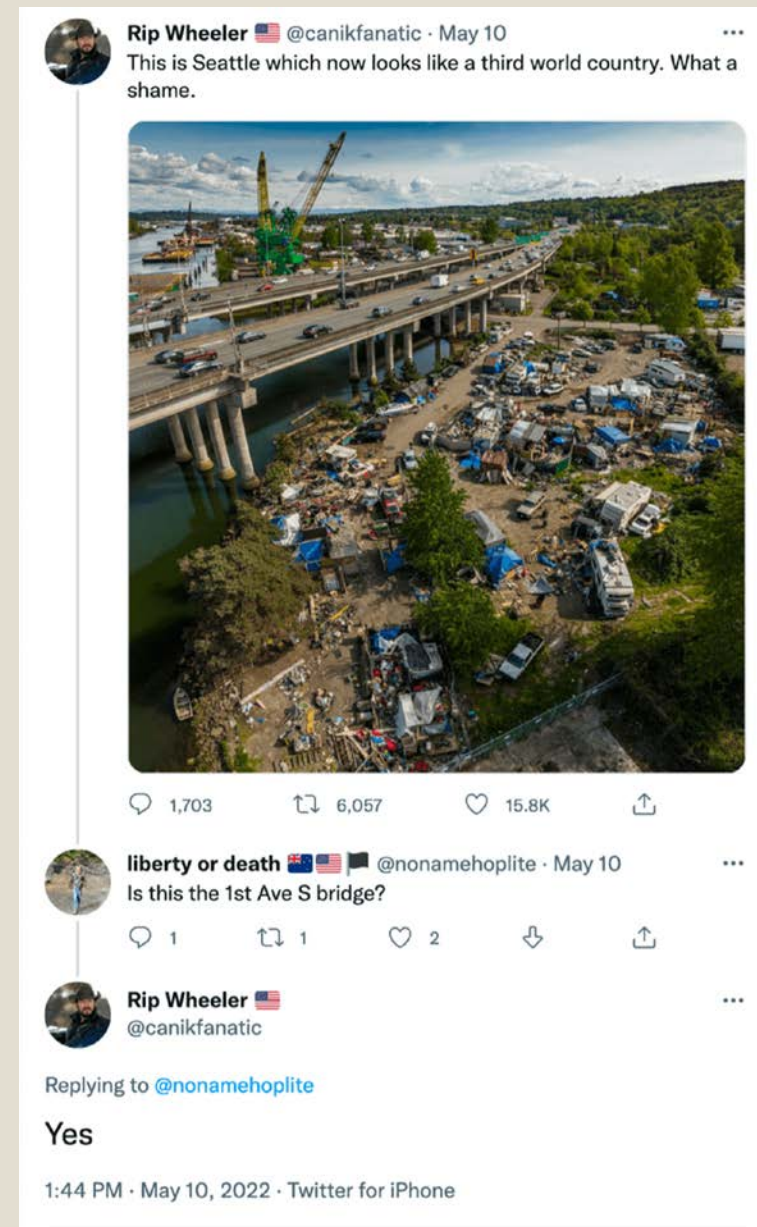 Rip Wheeler 🇺🇸 @canikfanatic · May 10
This is Seattle which now looks like a third world country. What a
shame.
1,703 6,057 15.8K
liberty or death 🇳🇿🇺🇸🏴 @nonamehoplite · May 10
Is this the 1st Ave S bridge?
1 1 2
Rip Wheeler 🇺🇸
@canikfanatic
Replying to @nonamehoplite
Yes
1:44 PM · May 10, 2022 · Twitter for iPhone